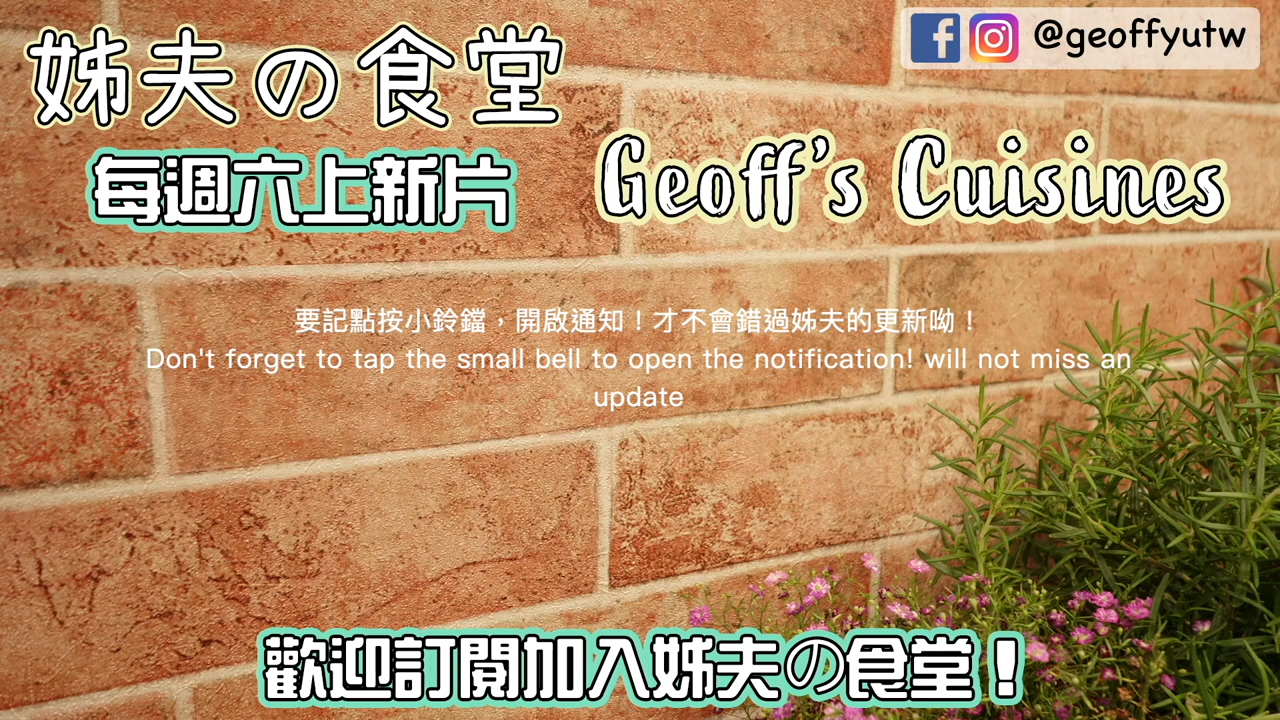 姊夫の食堂
@geoffyutw
每週六上新片
Geoff's Cuisines
要記點按小鈴鐺，開啟通知！才不會錯過姊夫的更新呦！
Don't forget to tap the small bell to open the notification! will not miss an
update
歡迎訂閱加入姊夫の食堂！